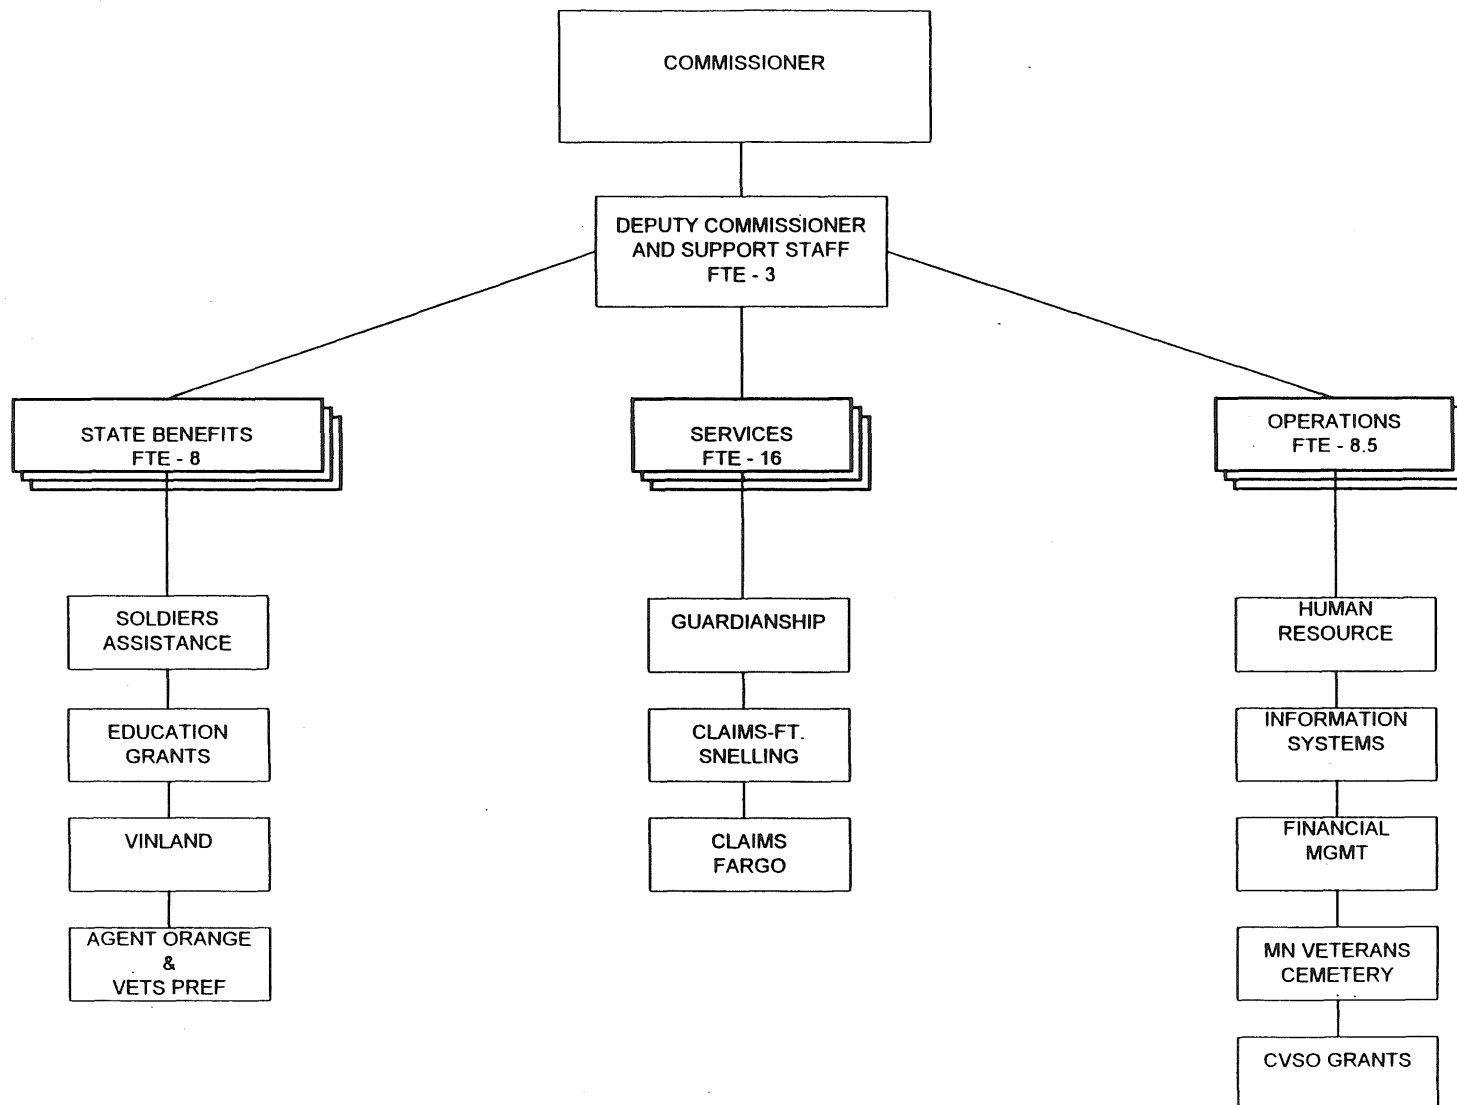 COMMISSIONER
DEPUTY COMMISSIONER
AND SUPPORT STAFF
FTE - 3
STATE BENEFITS
FTE - 8
SERVICES
FTE - 16
OPERATIONS
FTE - 8.5
SOLDIERS
ASSISTANCE
EDUCATION
GRANTS
VINLAND
AGENT ORANGE
&
VETS PREF
GUARDIANSHIP
CLAIMS-FT.
SNELLING
CLAIMS
FARGO
HUMAN
RESOURCE
INFORMATION
SYSTEMS
FINANCIAL
MGMT
MN VETERANS
CEMETERY
CVSO GRANTS